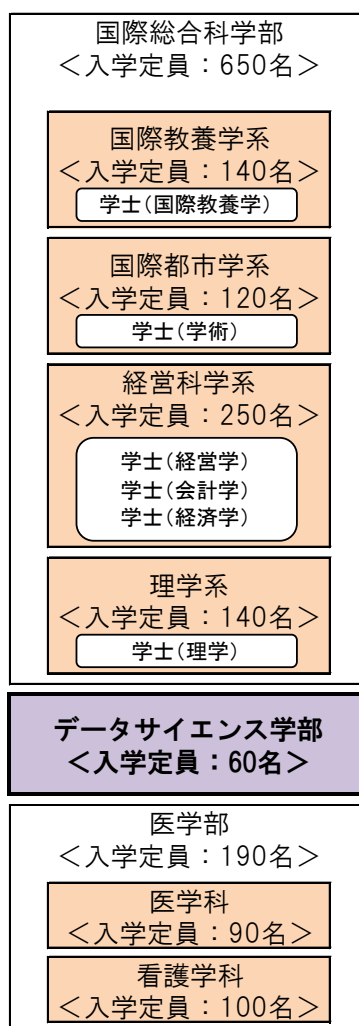 国際総合科学部
＜入学定員：650名＞
国際教養学系
＜入学定員：140名＞
学士（国際教養学）
国際都市学系
＜入学定員：120名＞
学士（学術）
経営科学系
＜入学定員：250名＞
学士（経営学）
学士（会計学）
学士（経済学）
理学系
＜入学定員：140名＞
学士（理学）
データサイエンス学部
＜入学定員：60名＞
医学部
＜入学定員：190名＞
医学科
＜入学定員：90名＞
看護学科
＜入学定員：100名＞